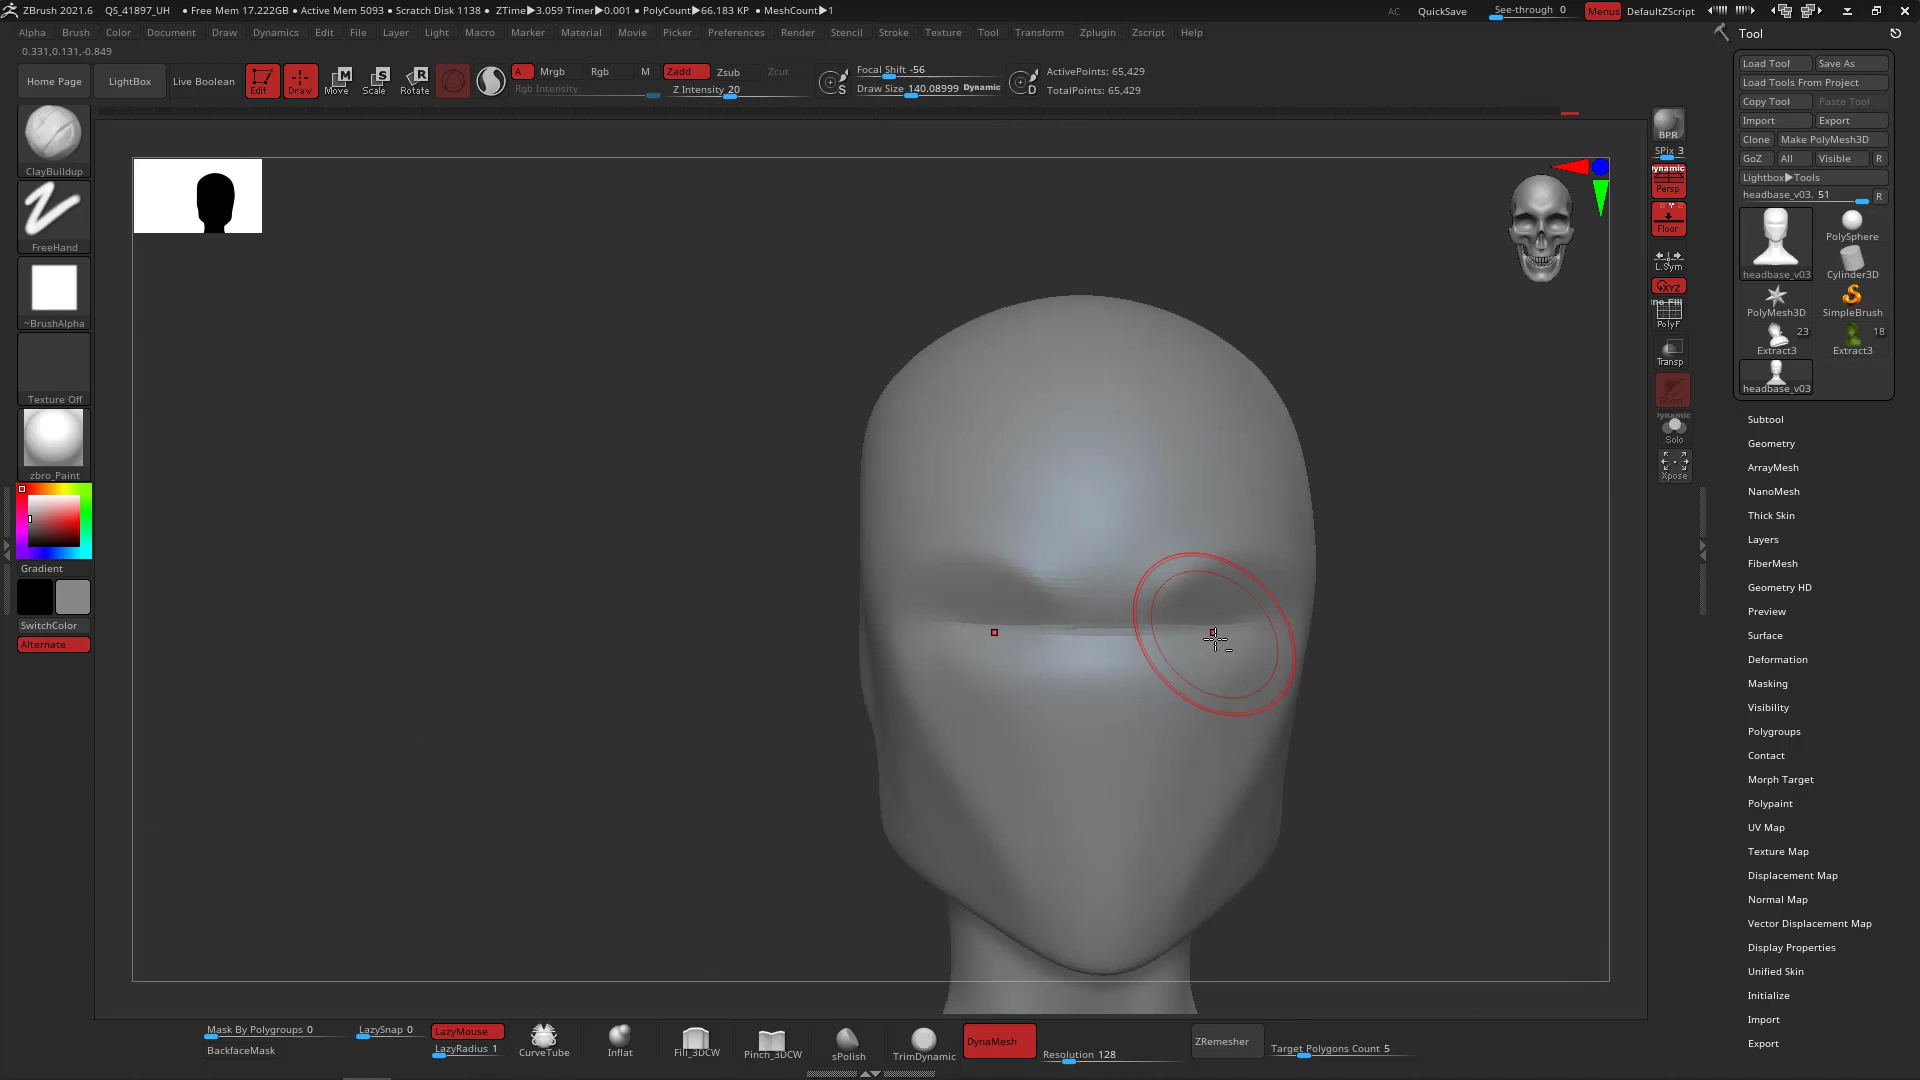 ZBrush 2021.6 QS_41897_UH ● Free Mem 17.222GB ● Active Mem 5093 ● Scratch Disk 1138 ● ZTime▶3.059 Timer▶0.001 ● PolyCount▶66.183 KP ● MeshCount▶1 AC QuickSave See-through 0 Menus DefaultZScript
Alpha Brush Color Document Draw Dynamics Edit File Layer Light Macro Marker Material Movie Picker Preferences Render Stencil Stroke Texture Tool Transform Zplugin Zscript Help
0.331,0.131,-0.849
Home Page LightBox Live Boolean Edit Draw Move Scale Rotate
A Mrgb Rgb M Zadd Zsub Zcut
Rgb Intensity Z Intensity 20
Focal Shift -56
Draw Size 140.08999 Dynamic
ActivePoints: 65,429
TotalPoints: 65,429
ClayBuildup
FreeHand
~BrushAlpha
Texture Off
zbro_Paint
Gradient
SwitchColor
Alternate
BPR
SPix 3
Persp
Floor
L.Sym
XYZ
PolyF
Transp
Ghost
Dynamic
Solo
Xpose
Tool
Load Tool Save As
Load Tools From Project
Copy Tool Paste Tool
Import Export
Clone Make PolyMesh3D
GoZ All Visible R
Lightbox▶Tools
headbase_v03. 51 R
headbase_v03
PolySphere
Cylinder3D
PolyMesh3D SimpleBrush
23 18
Extract3 Extract3
headbase_v03
Subtool
Geometry
ArrayMesh
NanoMesh
Thick Skin
Layers
FiberMesh
Geometry HD
Preview
Surface
Deformation
Masking
Visibility
Polygroups
Contact
Morph Target
Polypaint
UV Map
Texture Map
Displacement Map
Normal Map
Vector Displacement Map
Display Properties
Unified Skin
Initialize
Import
Export
Mask By Polygroups 0 LazySnap 0 LazyMouse
BackfaceMask LazyRadius 1
CurveTube Inflat Fill_3DCW Pinch_3DCW sPolish TrimDynamic
DynaMesh Resolution 128 ZRemesher Target Polygons Count 5